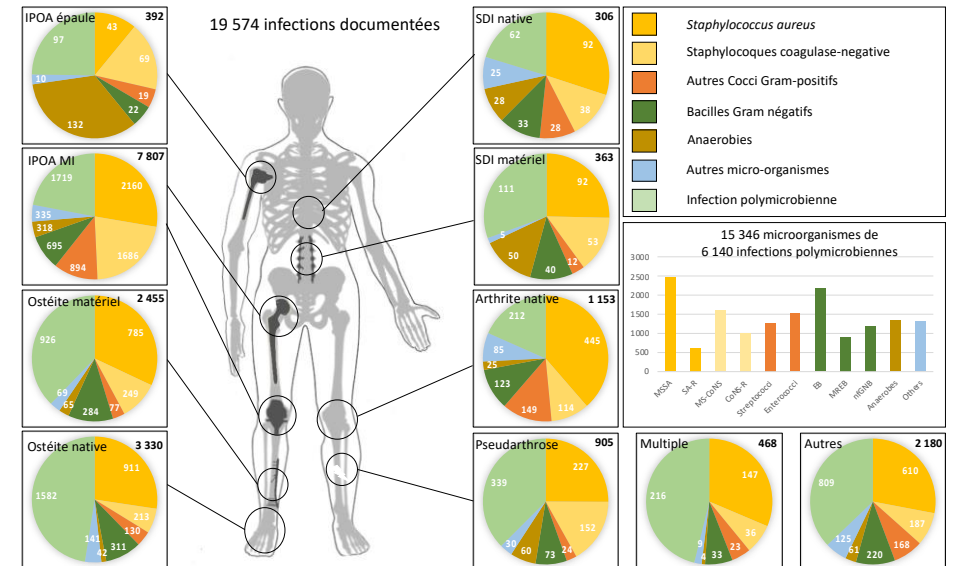 19 574 infections documentées
IPOA épaule 392
43
69
19
22
132
10
97
IPOA MI 7 807
2160
1686
894
695
318
335
1719
Ostéite matériel 2 455
785
249
77
284
65
69
926
Ostéite native 3 330
911
213
130
311
42
141
1582
SDI native 306
92
38
28
33
28
25
62
SDI matériel 363
92
53
12
40
50
5
111
Arthrite native 1 153
445
114
149
123
25
85
212
Pseudarthrose 905
227
152
24
73
60
30
339
Multiple 468
147
36
23
33
4
9
216
Autres 2 180
610
187
168
220
61
125
809
Staphylococcus aureus
Staphylocoques coagulase-negative
Autres Cocci Gram-positifs
Bacilles Gram négatifs
Anaerobies
Autres micro-organismes
Infection polymicrobienne
15 346 microorganismes de
6 140 infections polymicrobiennes
3000
2500
2000
1500
1000
500
0
MSSA
SA-R
MS-CoNS
CoNS-R
Streptococci
Enterococci
EB
MREB
nfGNB
Anaerobes
Others